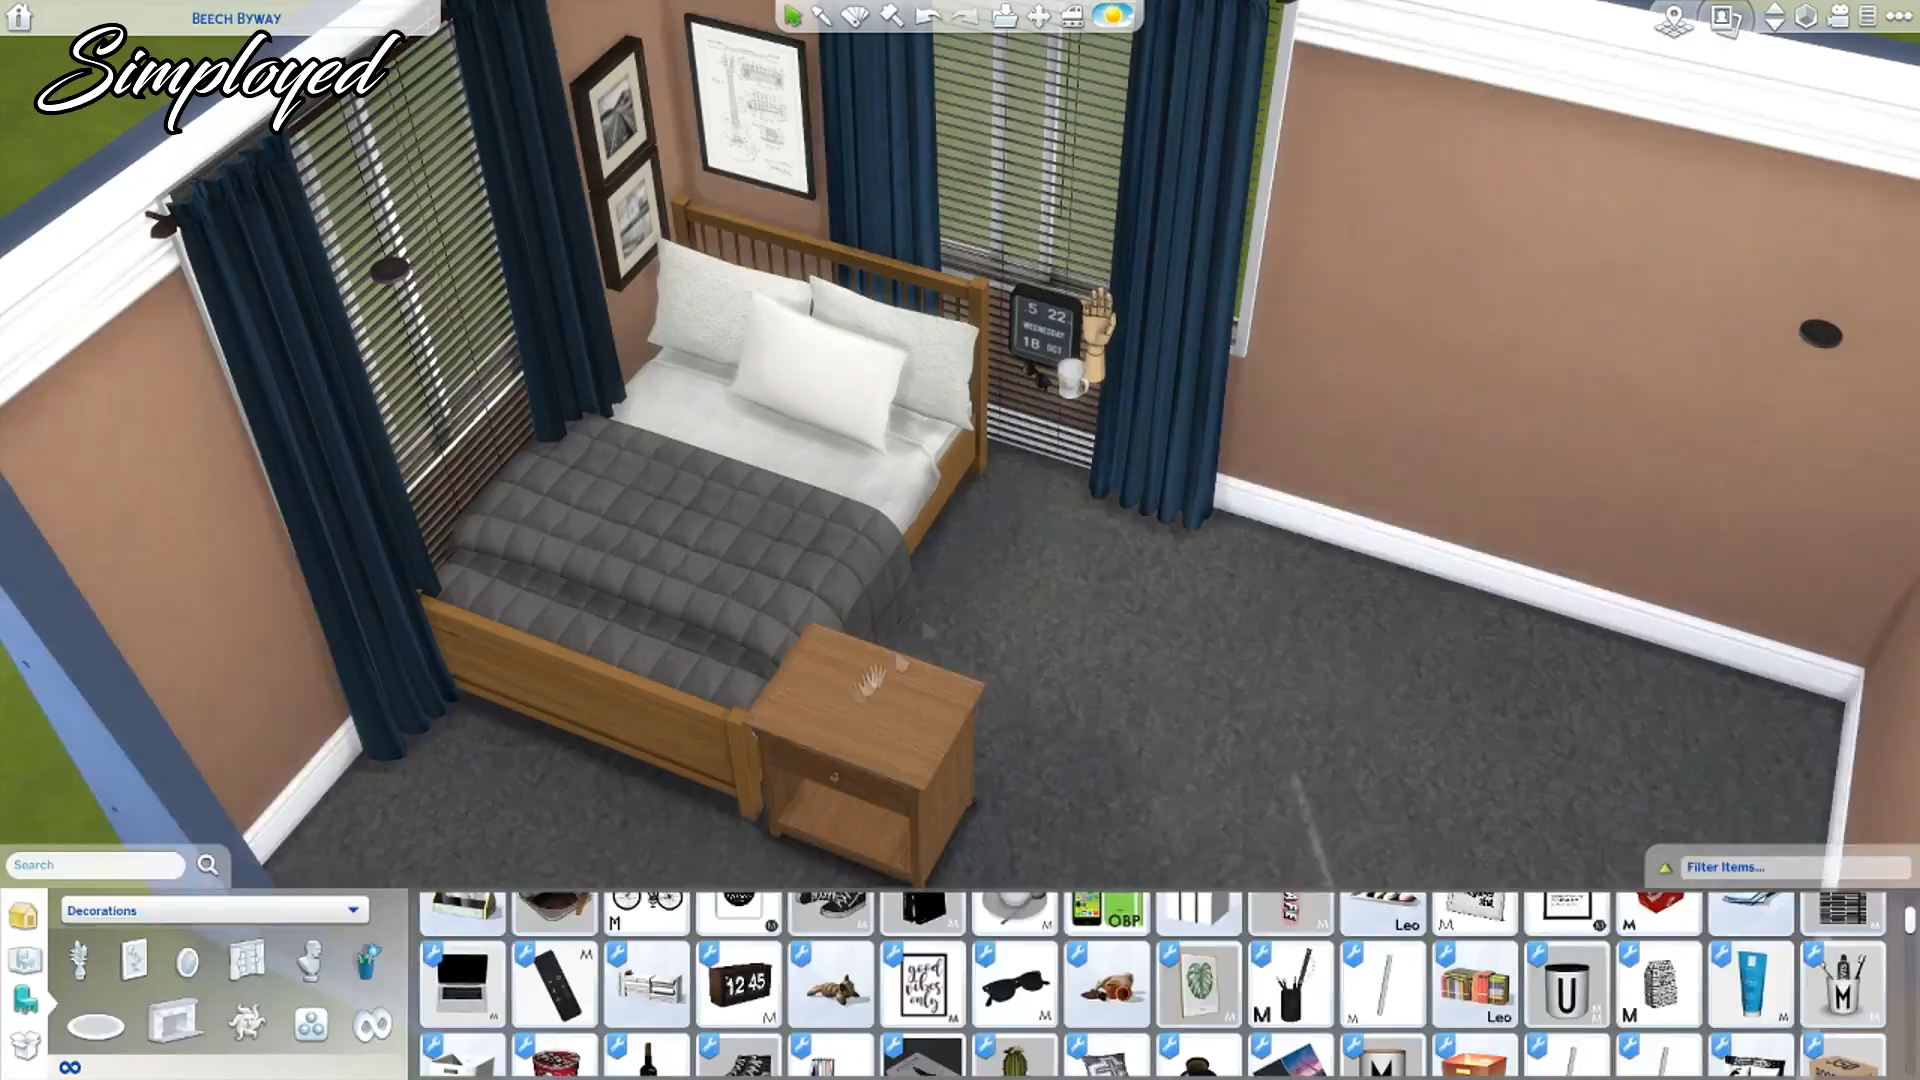 BEECH BYWAY
Simployed
5 22
WEDNESDAY
18 OCT
Search
Filter Items...
Decorations
M
M
OBP
M
Leo
M
M
M
M
M
12 45
M
good
vibes
only
M
M
M
M
M
Leo
U
M
M
M
M
M